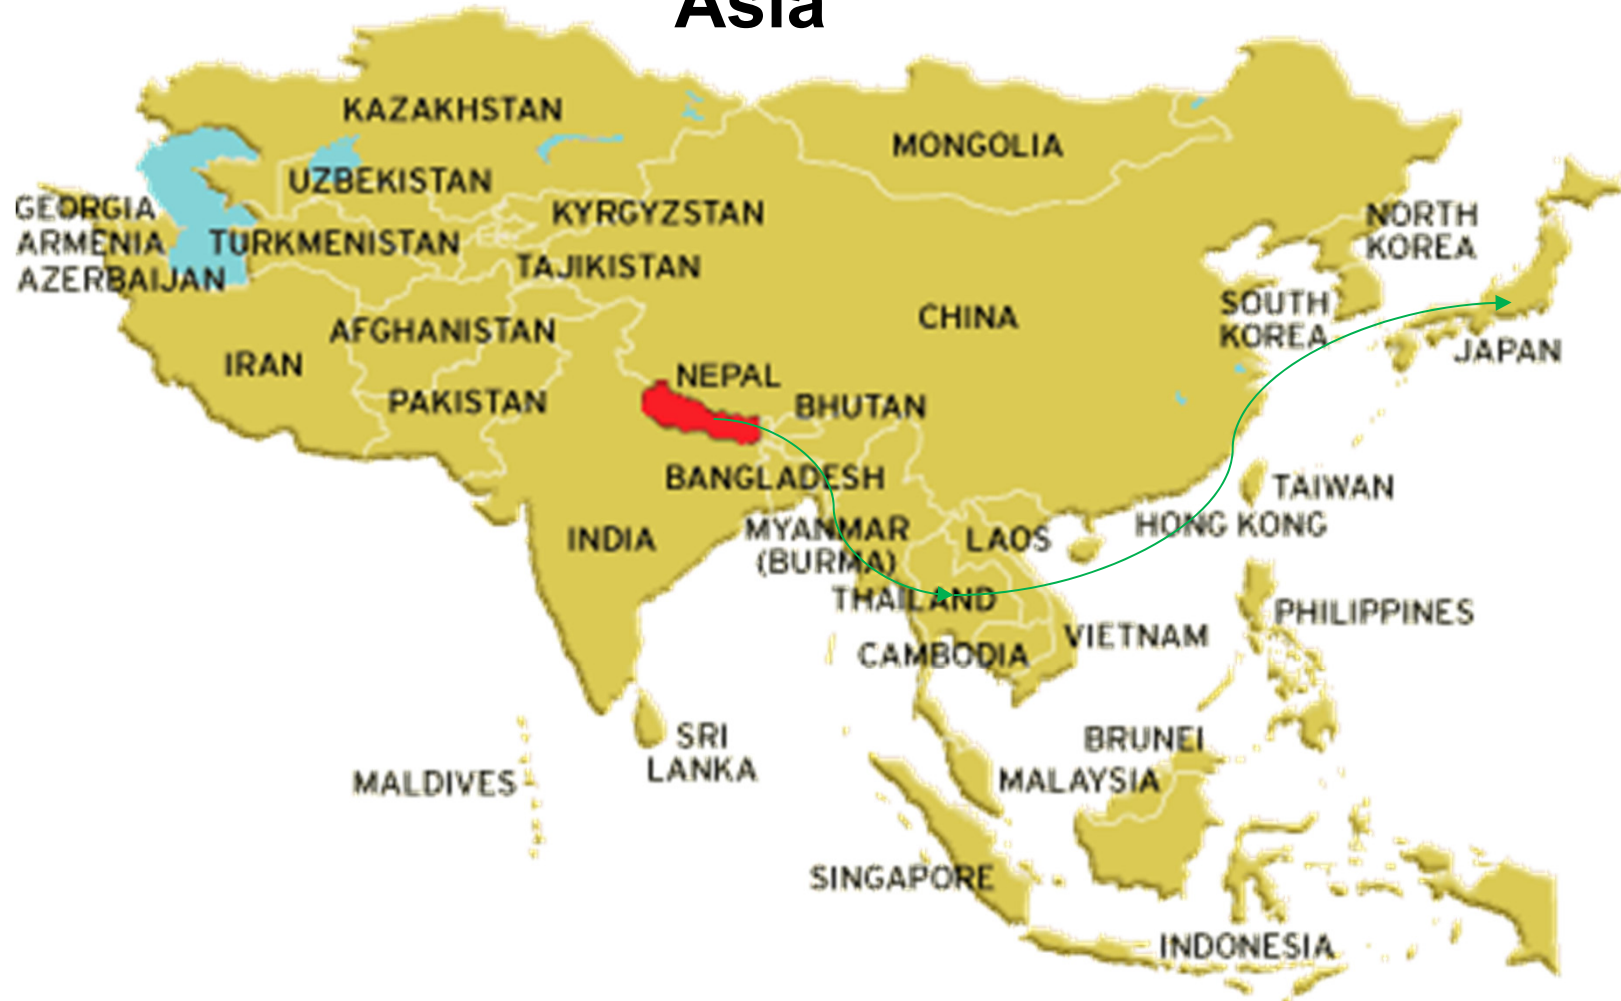 Asia
KAZAKHSTAN
MONGOLIA
UZBEKISTAN
GEORGIA
ARMENIA
AZERBAIJAN
TURKMENISTAN
KYRGYZSTAN
TAJIKISTAN
NORTH
KOREA
SOUTH
KOREA
JAPAN
CHINA
AFGHANISTAN
IRAN
PAKISTAN
NEPAL
BHUTAN
BANGLADESH
INDIA
MYANMAR
(BURMA)
LAOS
TAIWAN
HONG KONG
THAILAND
CAMBODIA
VIETNAM
PHILIPPINES
SRI
LANKA
MALDIVES
BRUNEI
MALAYSIA
SINGAPORE
INDONESIA